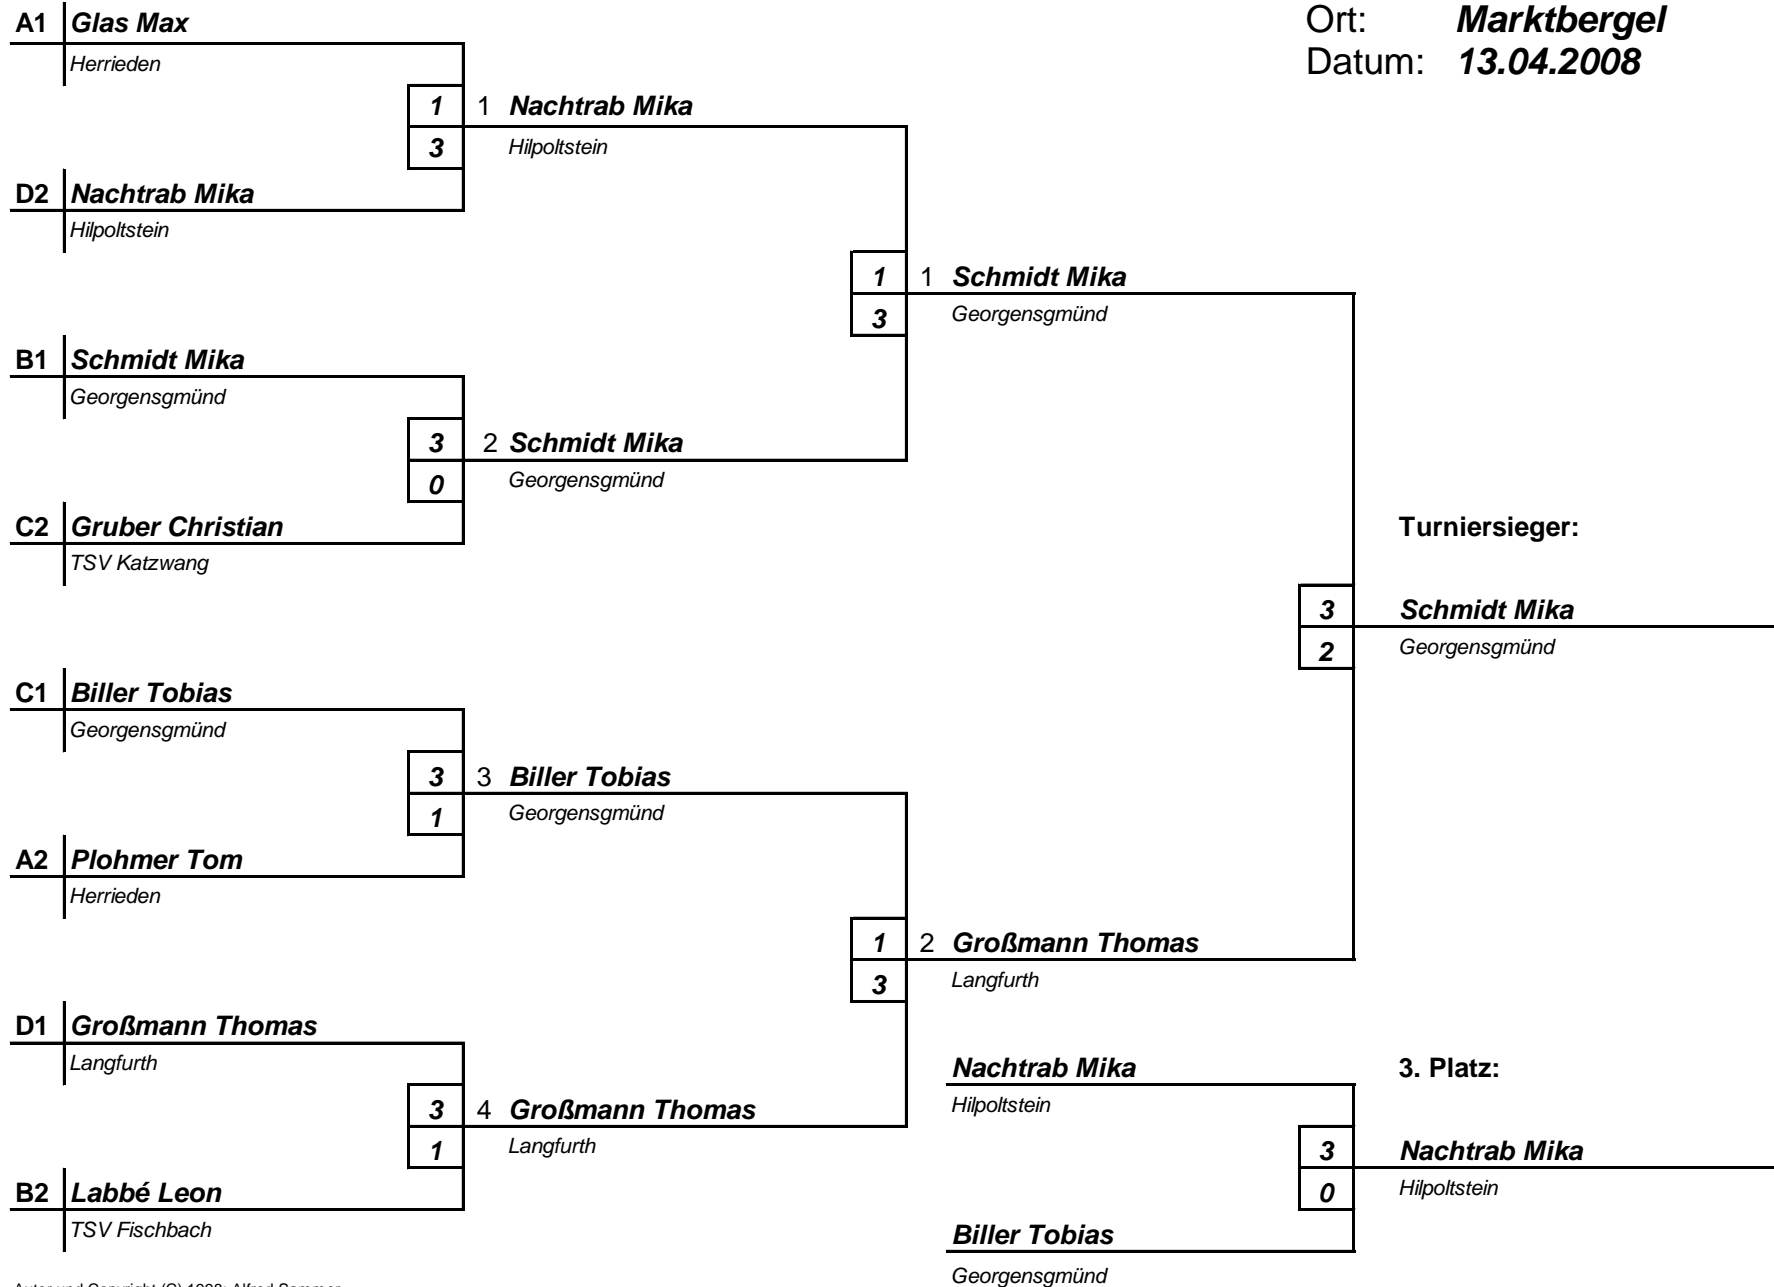 A1 Glas Max
Ort: Marktbergel
Herrieden
Datum: 13.04.2008
1 1 Nachtrab Mika
3 Hilpoltstein
D2 Nachtrab Mika
Hilpoltstein
1 1 Schmidt Mika
3 Georgensgmünd
B1 Schmidt Mika
Georgensgmünd
3 2 Schmidt Mika
0 Georgensgmünd
C2 Gruber Christian
Turniersieger:
TSV Katzwang
3 Schmidt Mika
2 Georgensgmünd
C1 Biller Tobias
Georgensgmünd
3 3 Biller Tobias
1 Georgensgmünd
A2 Plohmer Tom
Herrieden
1 2 Großmann Thomas
3 Langfurth
D1 Großmann Thomas
Langfurth
Nachtrab Mika
3. Platz:
Hilpoltstein
3 4 Großmann Thomas
1 Langfurth
3 Nachtrab Mika
0 Hilpoltstein
B2 Labbé Leon
TSV Fischbach
Biller Tobias
Georgensgmünd